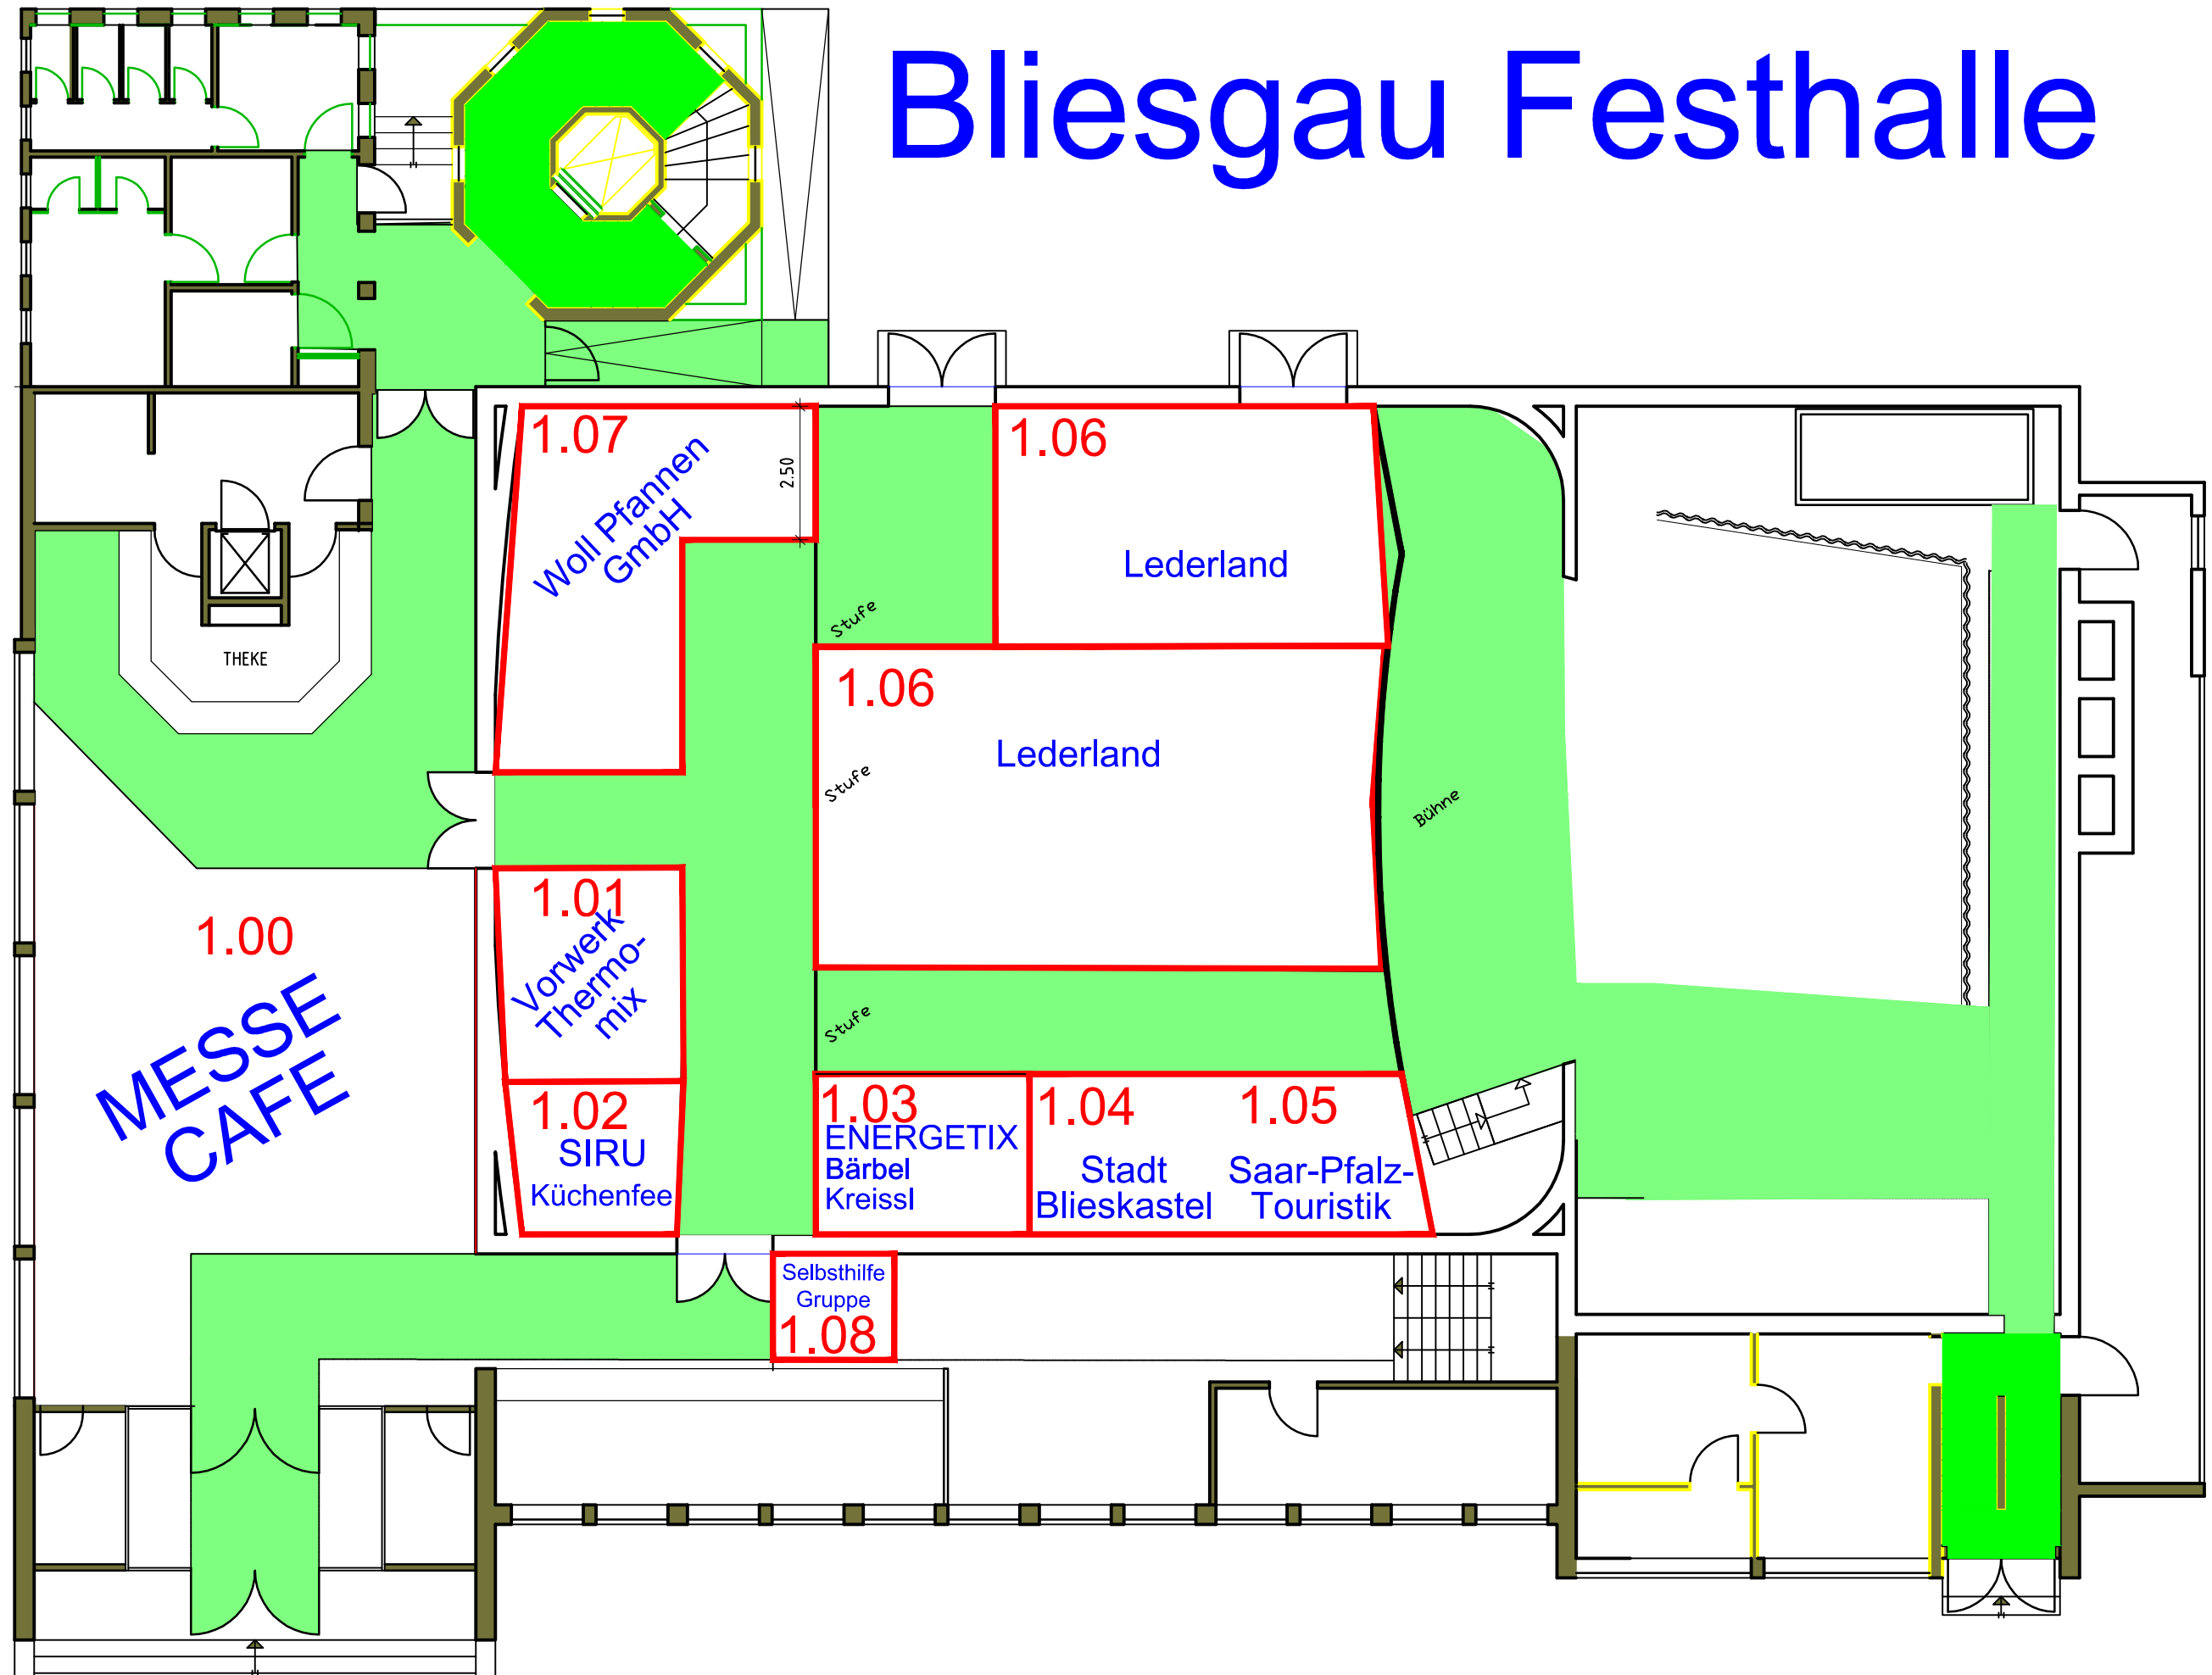 Bliesgau Festhalle
1.07
Woll Pfannen
GmbH
2.50
1.06
Lederland
Stufe
THEKE
1.06
Lederland
Stufe
Bühne
1.01
Vorwerk
Thermo-
mix
1.00
MESSE
CAFE
Stufe
1.02
SIRU
Küchenfee
1.03
ENERGETIX
Bärbel
Kreissl
1.04
Stadt
Blieskastel
1.05
Saar-Pfalz-
Touristik
Selbsthilfe
Gruppe
1.08